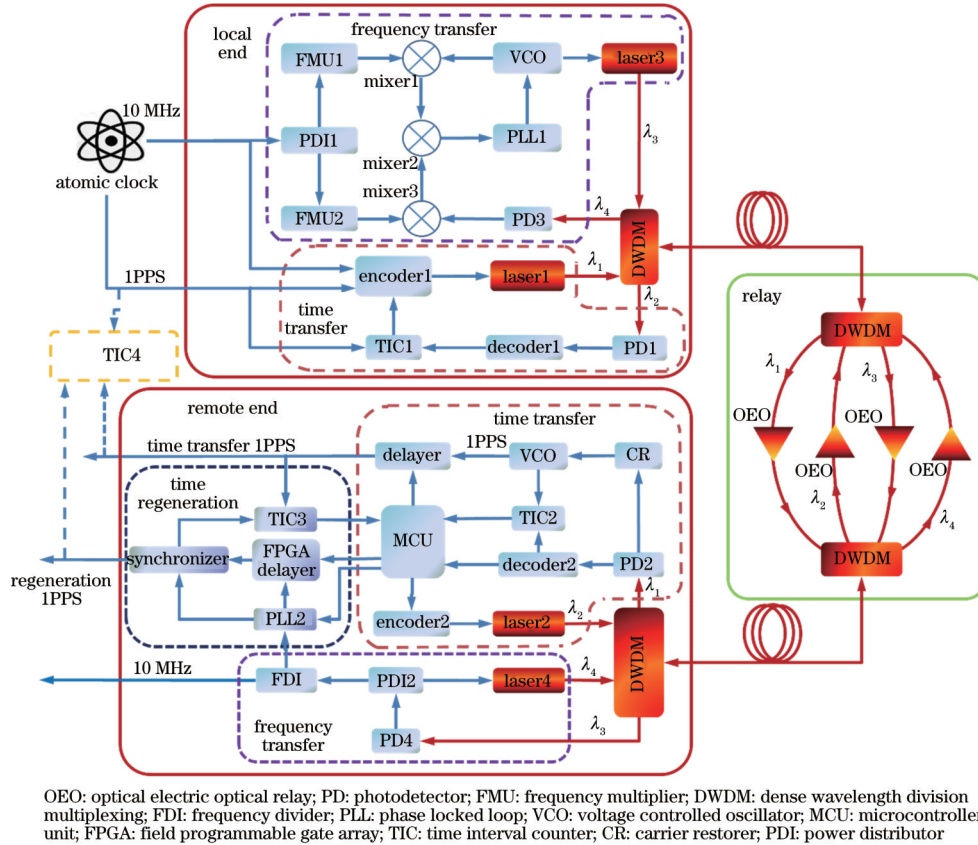 local
end
frequency transfer
FMU1
mixer1
VCO
laser3
10 MHz
PDI1
PLL1
λ3
atomic clock
mixer2
mixer3
FMU2
PD3
λ4
DWDM
1PPS
encoder1
laser1
λ1
λ2
time
transfer
TIC1
decoder1
PD1
TIC4
relay
DWDM
λ1
λ3
OEO
OEO
OEO
OEO
λ2
λ4
DWDM
remote end
time transfer
time transfer 1PPS
delayer
1PPS
VCO
CR
time
regeneration
TIC3
MCU
TIC2
synchronizer
FPGA
delayer
decoder2
PD2
regeneration
1PPS
λ1
PLL2
encoder2
laser2
λ2
DWDM
10 MHz
FDI
PDI2
laser4
λ4
frequency
transfer
PD4
λ3
OEO: optical electric optical relay; PD: photodetector; FMU: frequency multiplier; DWDM: dense wavelength division
multiplexing; FDI: frequency divider; PLL: phase locked loop; VCO: voltage controlled oscillator; MCU: microcontroller
unit; FPGA: field programmable gate array; TIC: time interval counter; CR: carrier restorer; PDI: power distributor